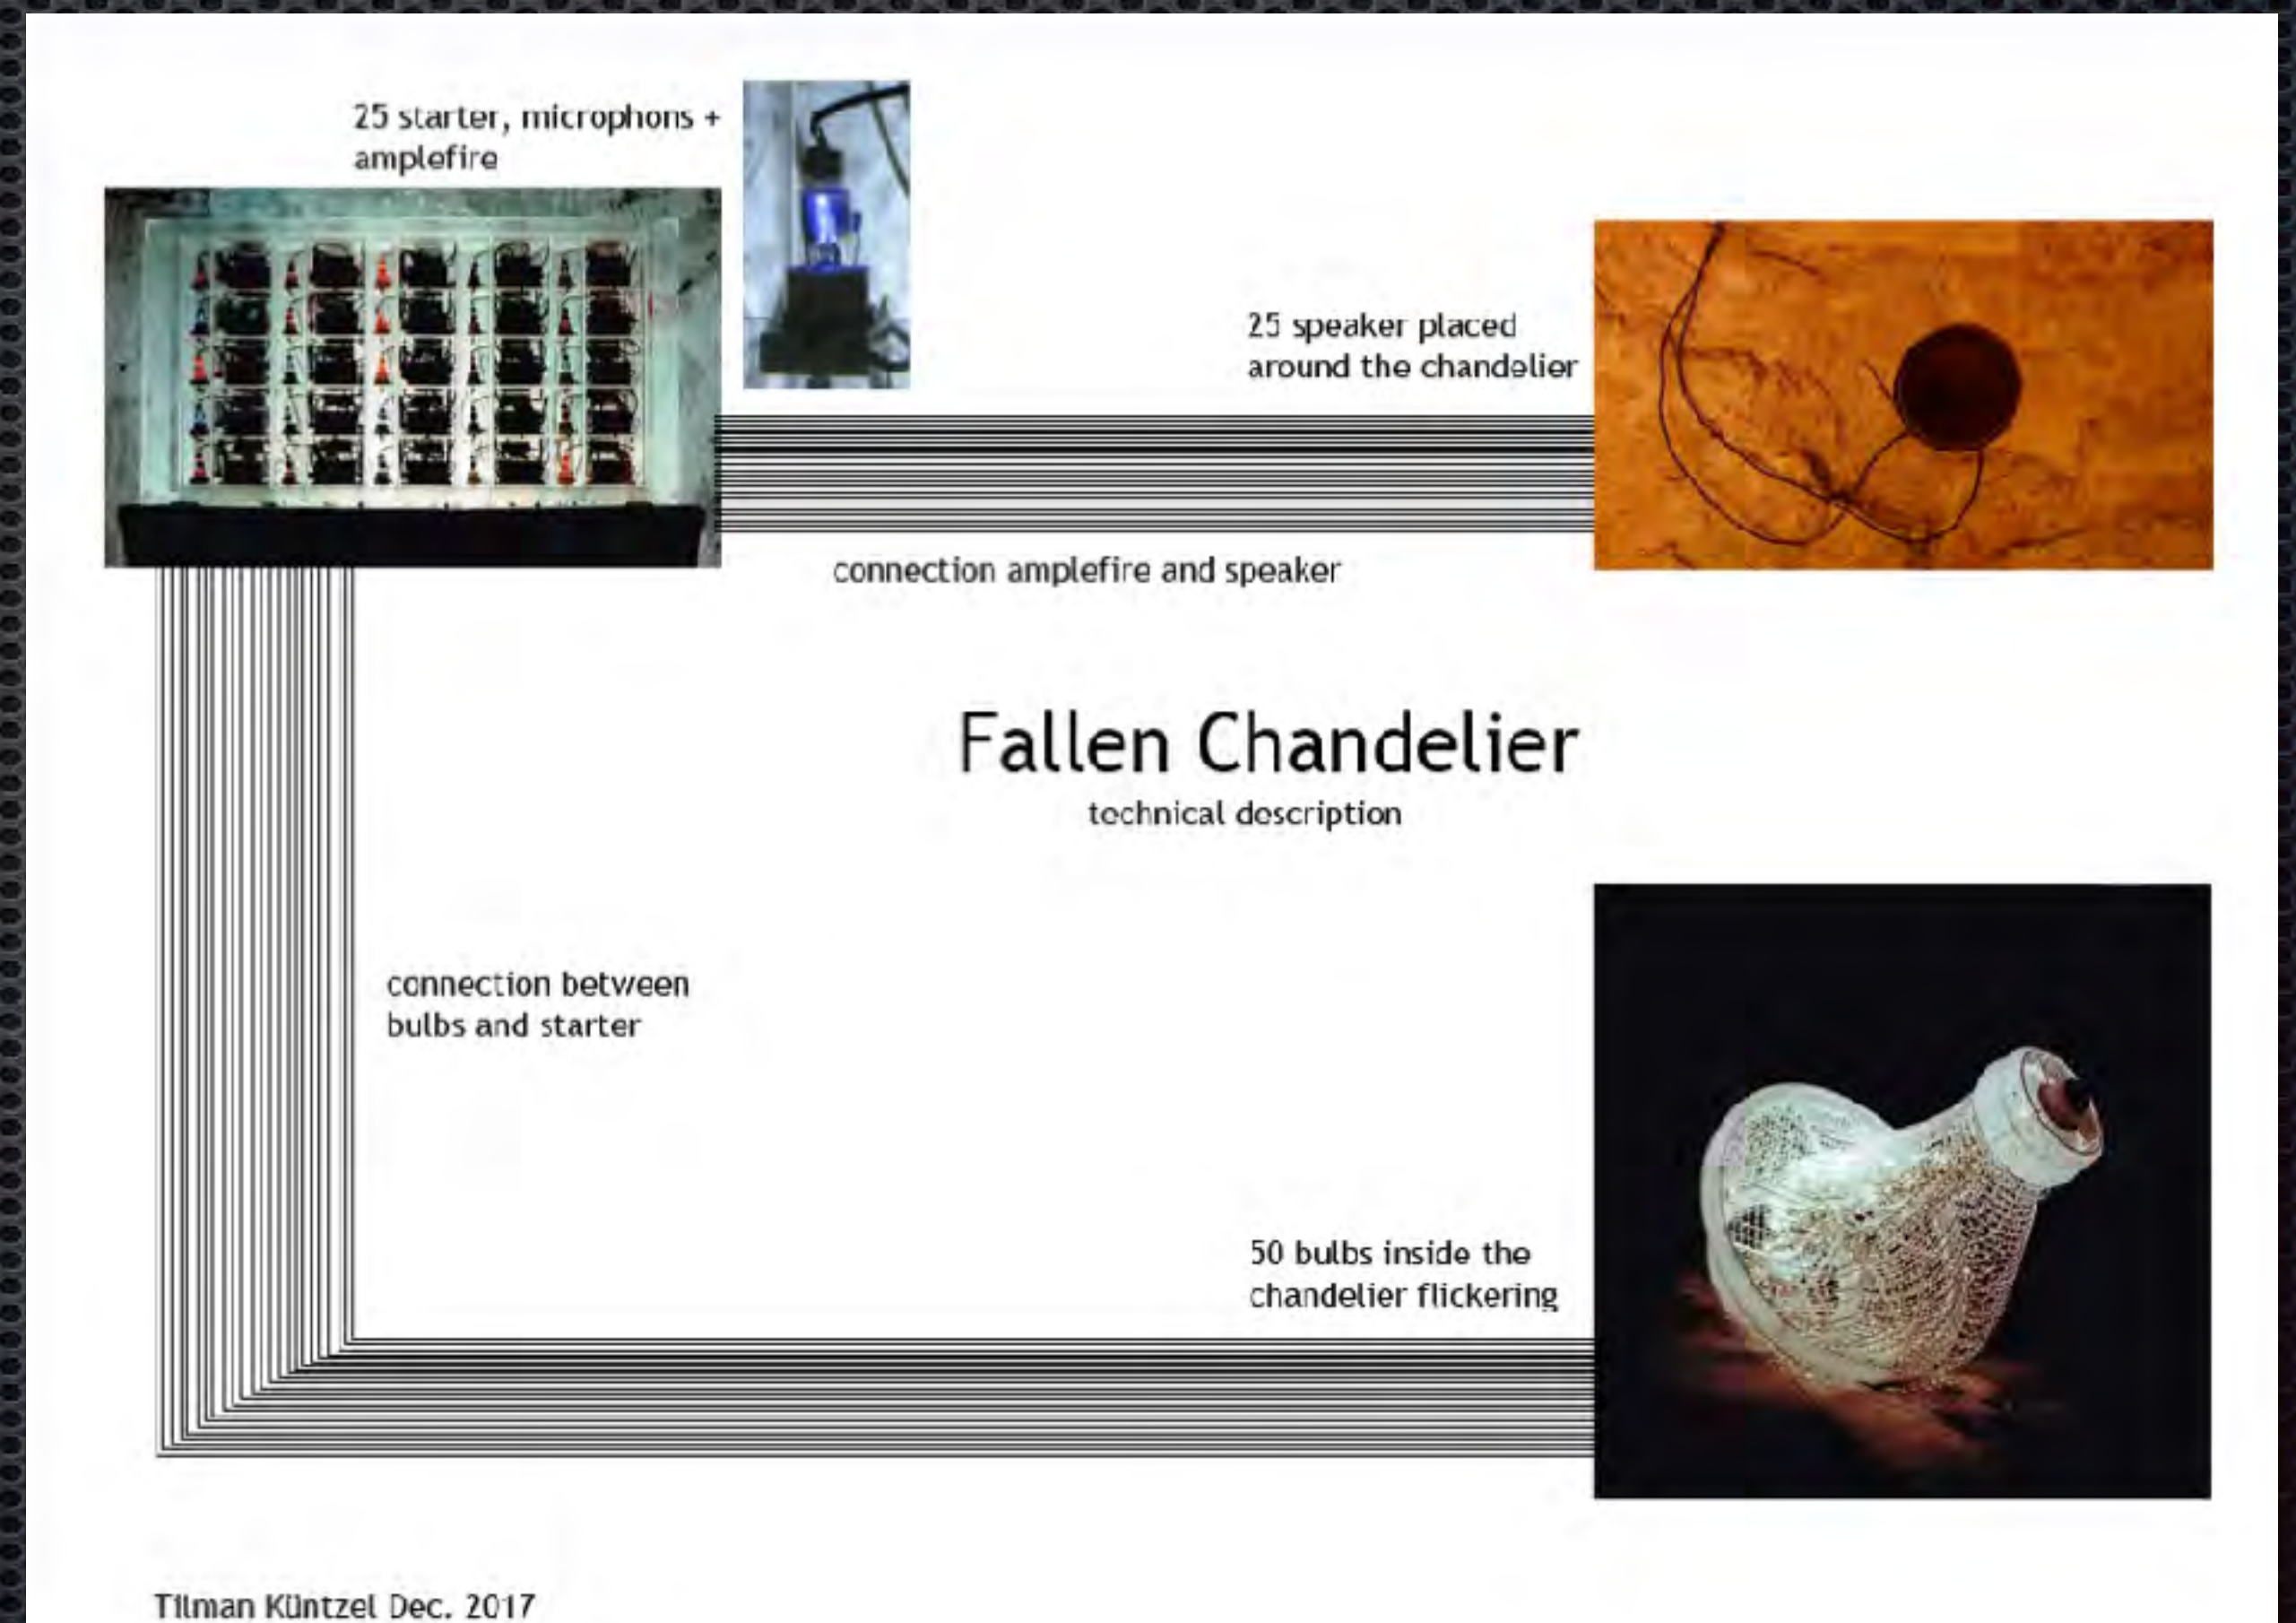 25 starter, microphons +
amplefire
25 speaker placed
around the chandelier
connection amplefire and speaker
Fallen Chandelier
technical description
connection between
bulbs and starter
50 bulbs inside the
chandelier flickering
Tilman Küntzel Dec. 2017